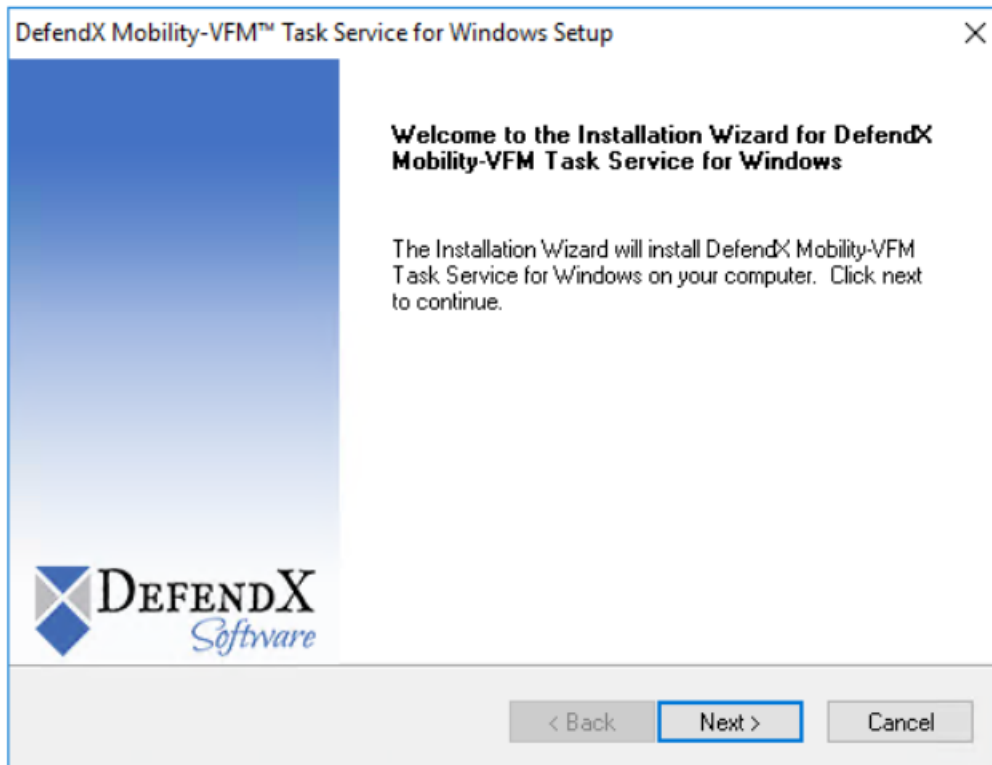 DefendX Mobility-VFM™ Task Service for Windows Setup
Welcome to the Installation Wizard for DefendX
Mobility-VFM Task Service for Windows
The Installation Wizard will install DefendX Mobility-VFM
Task Service for Windows on your computer.  Click next
to continue.
DEFENDX
Software
< Back
Next >
Cancel